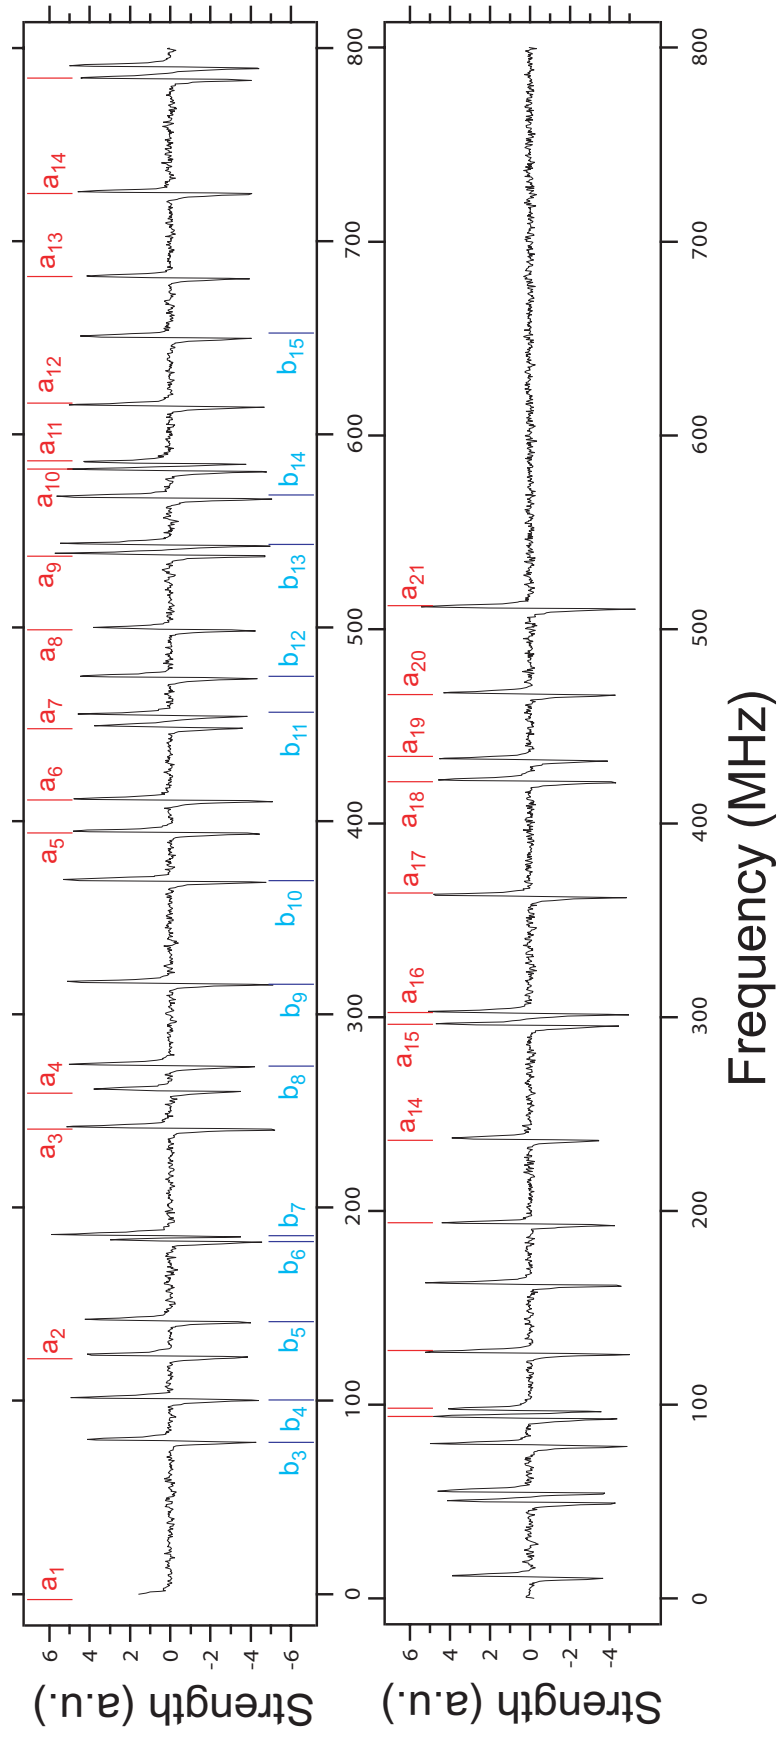 Strength (a.u.)
6 4 2 0 -2 -4 -6
a1 a2 a3 a4 a5 a6 a7 a8 a9 a10 a11 a12 a13 a14
b3 b4 b5 b6 b7 b8 b9 b10 b11 b12 b13 b14 b15
0 100 200 300 400 500 600 700 800
Strength (a.u.)
6 4 2 0 -2 -4
a14 a15 a16 a17 a18 a19 a20 a21
0 100 200 300 400 500 600 700 800
Frequency (MHz)